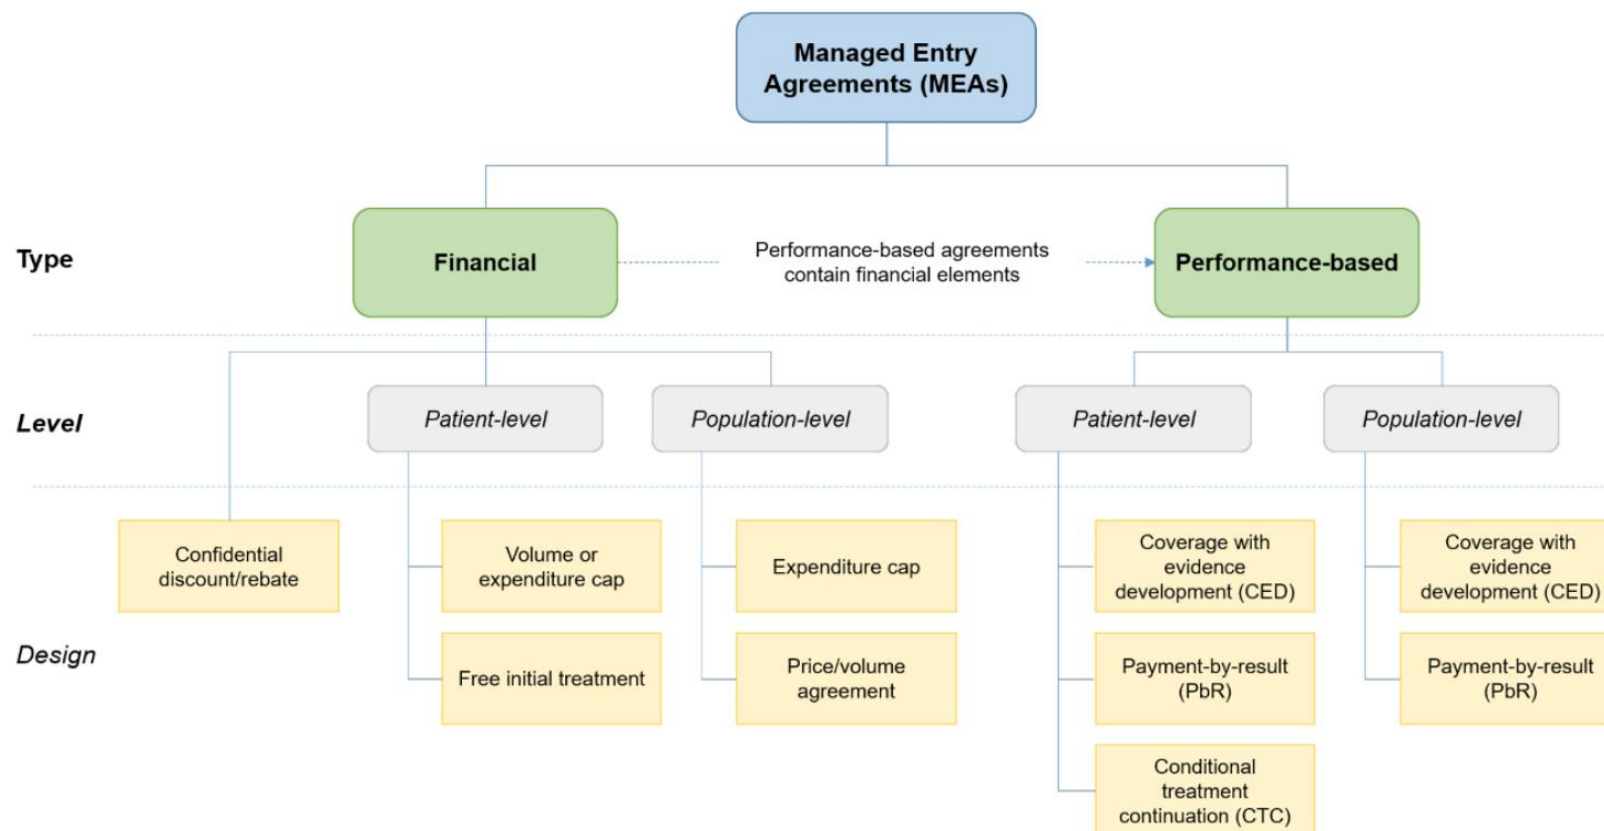 Managed Entry
Agreements (MEAs)
Type
Financial
Performance-based agreements
contain financial elements
Performance-based
Level
Patient-level
Population-level
Patient-level
Population-level
Design
Confidential
discount/rebate
Volume or
expenditure cap
Free initial treatment
Expenditure cap
Price/volume
agreement
Coverage with
evidence
development (CED)
Payment-by-result
(PbR)
Conditional
treatment
continuation (CTC)
Coverage with
evidence
development (CED)
Payment-by-result
(PbR)